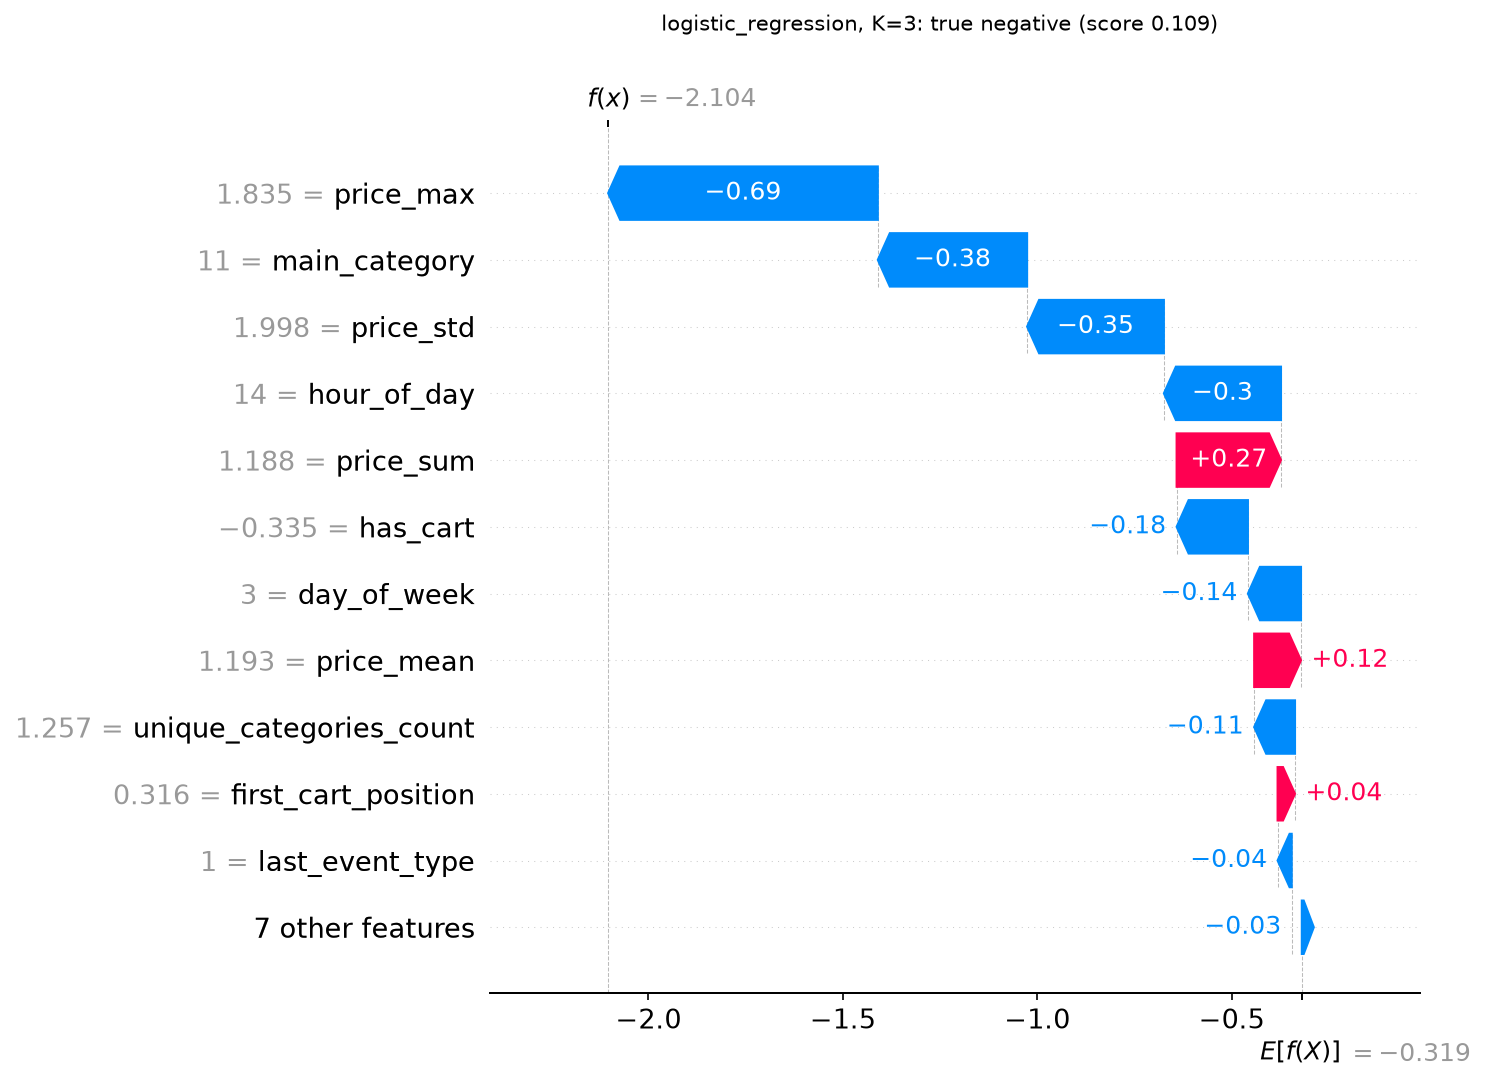 logistic_regression, K=3: true negative (score 0.109)
f(x) = −2.104
1.835 = price_max −0.69
11 = main_category −0.38
1.998 = price_std −0.35
14 = hour_of_day −0.3
1.188 = price_sum +0.27
−0.335 = has_cart −0.18
3 = day_of_week −0.14
1.193 = price_mean +0.12
1.257 = unique_categories_count −0.11
0.316 = first_cart_position +0.04
1 = last_event_type −0.04
7 other features −0.03
−2.0 −1.5 −1.0 −0.5
E[f(X)] = −0.319